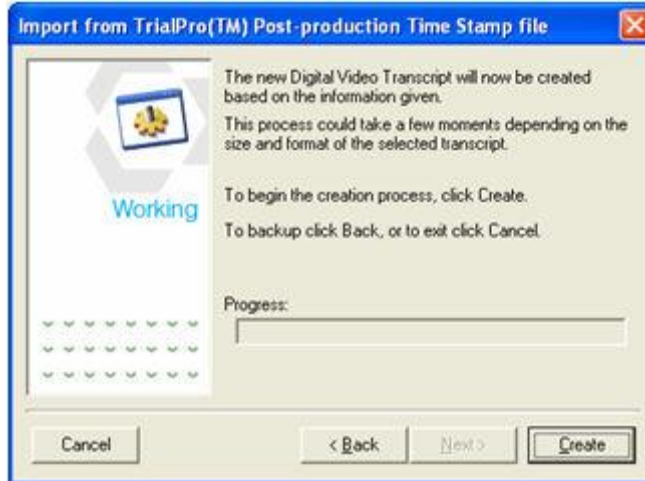 Import from TrialPro(TM) Post-production Time Stamp file
The new Digital Video Transcript will now be created
based on the information given.
This process could take a few moments depending on the
size and format of the selected transcript.
Working
To begin the creation process, click Create.
To backup click Back, or to exit click Cancel.
Progress:
Cancel
< Back
Next >
Create